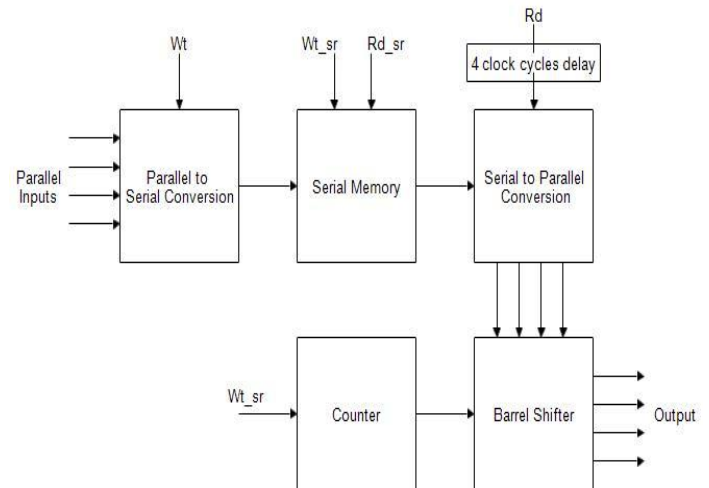 Rd
Wt
Wt_sr
Rd_sr
4 clock cycles delay
Parallel
Inputs
Parallel to
Serial Conversion
Serial Memory
Serial to Parallel
Conversion
Wt_sr
Counter
Barrel Shifter
Output